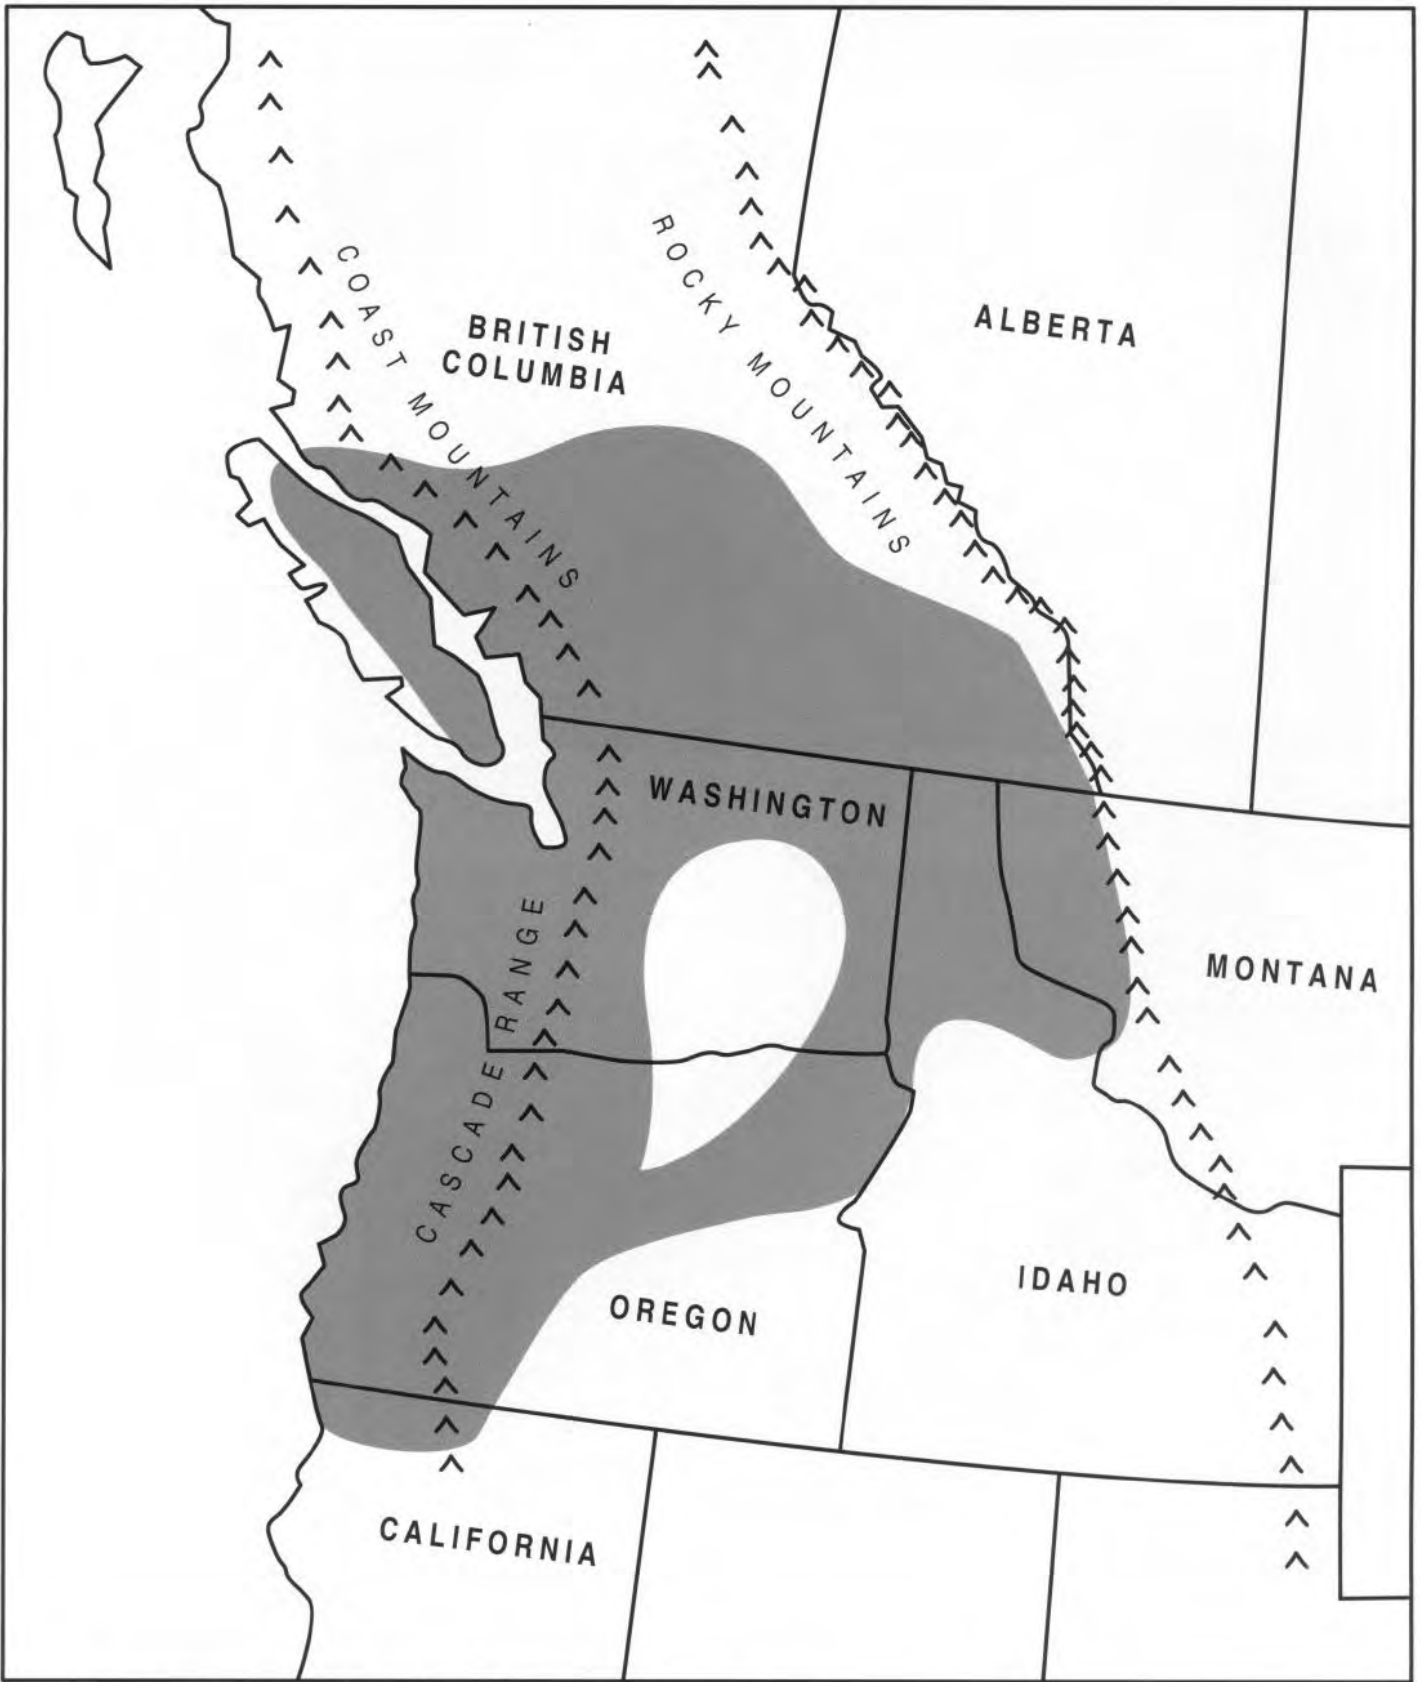 COAST MOUNTAINS
ROCKY MOUNTAINS
BRITISH
COLUMBIA
ALBERTA
WASHINGTON
CASCADE RANGE
MONTANA
IDAHO
OREGON
CALIFORNIA